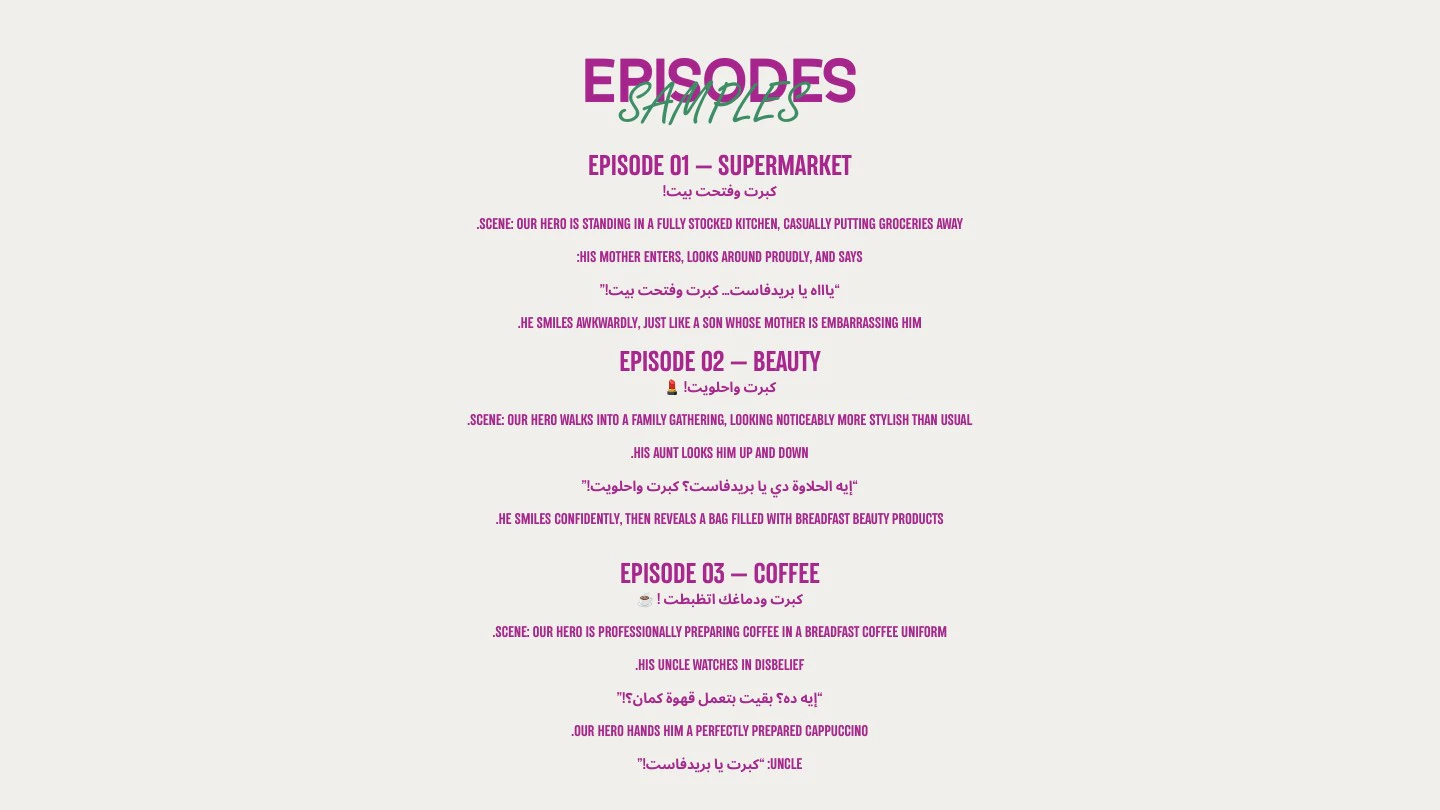 EPISODES
SAMPLES
EPISODE 01 — SUPERMARKET
كبرت وفتحت بيت!
.SCENE: OUR HERO IS STANDING IN A FULLY STOCKED KITCHEN, CASUALLY PUTTING GROCERIES AWAY
:HIS MOTHER ENTERS, LOOKS AROUND PROUDLY, AND SAYS
“ياااه يا بريدفاست... كبرت وفتحت بيت!”
.HE SMILES AWKWARDLY, JUST LIKE A SON WHOSE MOTHER IS EMBARRASSING HIM
EPISODE 02 — BEAUTY
كبرت واحلويت! 💄
.SCENE: OUR HERO WALKS INTO A FAMILY GATHERING, LOOKING NOTICEABLY MORE STYLISH THAN USUAL
.HIS AUNT LOOKS HIM UP AND DOWN
“إيه الحلاوة دي يا بريدفاست؟ كبرت واحلويت!”
.HE SMILES CONFIDENTLY, THEN REVEALS A BAG FILLED WITH BREADFAST BEAUTY PRODUCTS
EPISODE 03 — COFFEE
كبرت ودماغك اتظبطت ! ☕
.SCENE: OUR HERO IS PROFESSIONALLY PREPARING COFFEE IN A BREADFAST COFFEE UNIFORM
.HIS UNCLE WATCHES IN DISBELIEF
“إيه ده؟ بقيت بتعمل قهوة كمان؟!”
.OUR HERO HANDS HIM A PERFECTLY PREPARED CAPPUCCINO
UNCLE: “كبرت يا بريدفاست!”